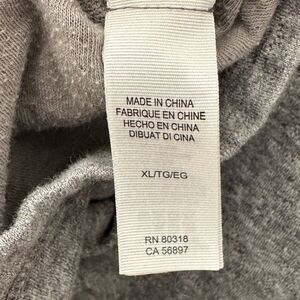 MADE IN CHINA
FABRIQUE EN CHINE
HECHO EN CHINA
DIBUAT DI CINA
XL/TG/EG
RN 80318
CA 56897